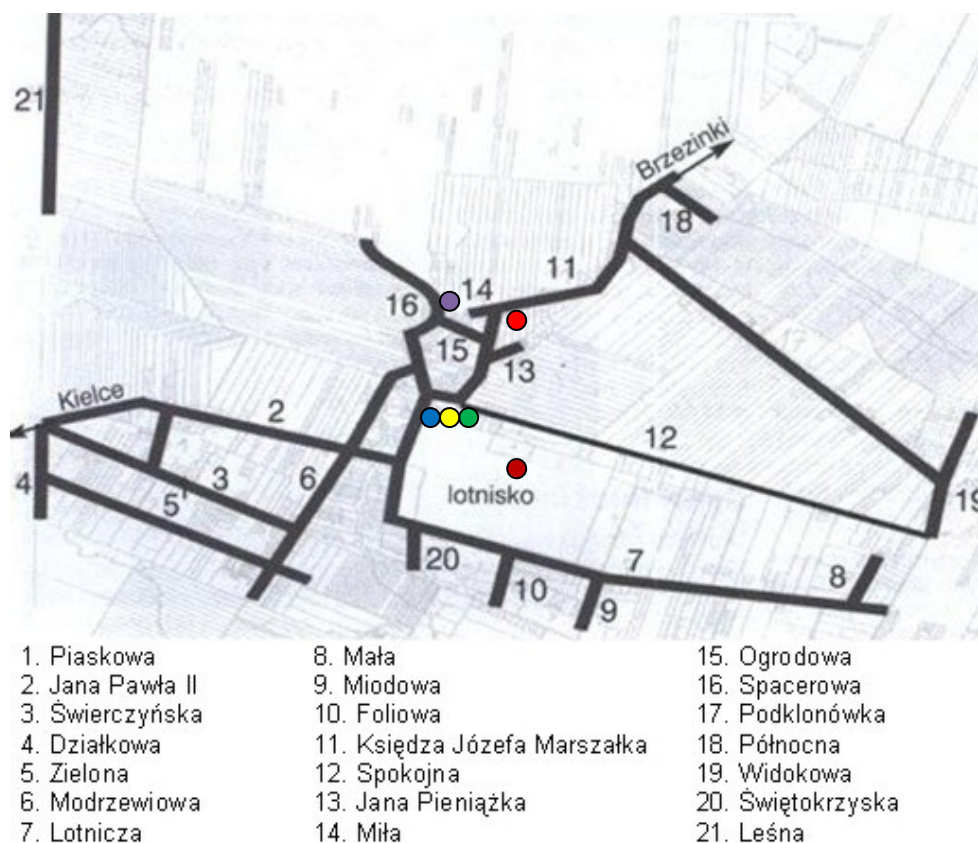 21
Brzezinki
18
11
14
16
15
17
13
Kielce
2
12
4
3
6
1
5
lotnisko
19
20
7
8
10
9
1. Piaskowa
2. Jana Pawła II
3. Świerczyńska
4. Działkowa
5. Zielona
6. Modrzewiowa
7. Lotnicza
8. Mała
9. Miodowa
10. Foliowa
11. Księdza Józefa Marszałka
12. Spokojna
13. Jana Pieniążka
14. Miła
15. Ogrodowa
16. Spacerowa
17. Podklonówka
18. Północna
19. Widokowa
20. Świętokrzyska
21. Leśna